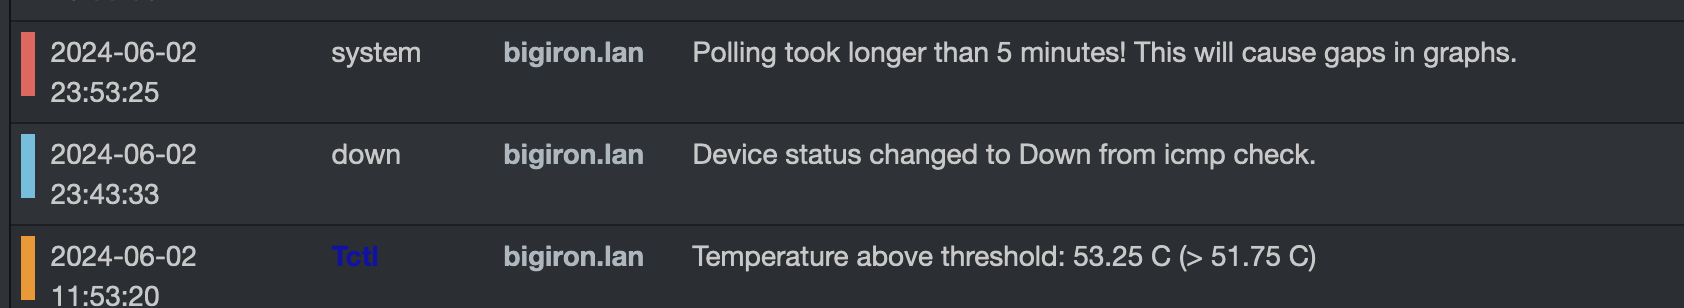 2024-06-02 system bigiron.lan Polling took longer than 5 minutes! This will cause gaps in graphs.
23:53:25
2024-06-02 down bigiron.lan Device status changed to Down from icmp check.
23:43:33
2024-06-02 Tctl bigiron.lan Temperature above threshold: 53.25 C (> 51.75 C)
11:53:20